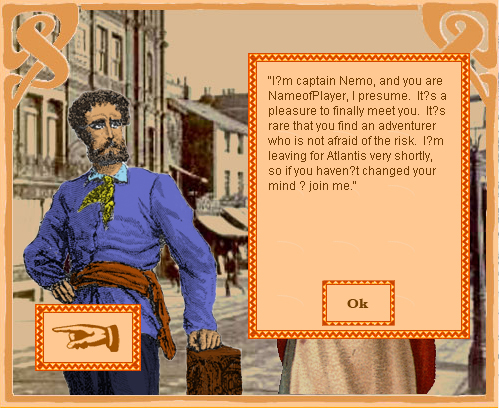 "I?m captain Nemo, and you are
NameofPlayer, I presume.  It?s a
pleasure to finally meet you.  It?s
rare that you find an adventurer
who is not afraid of the risk.  I?m
leaving for Atlantis very shortly,
so if you haven?t changed your
mind ? join me."
Ok